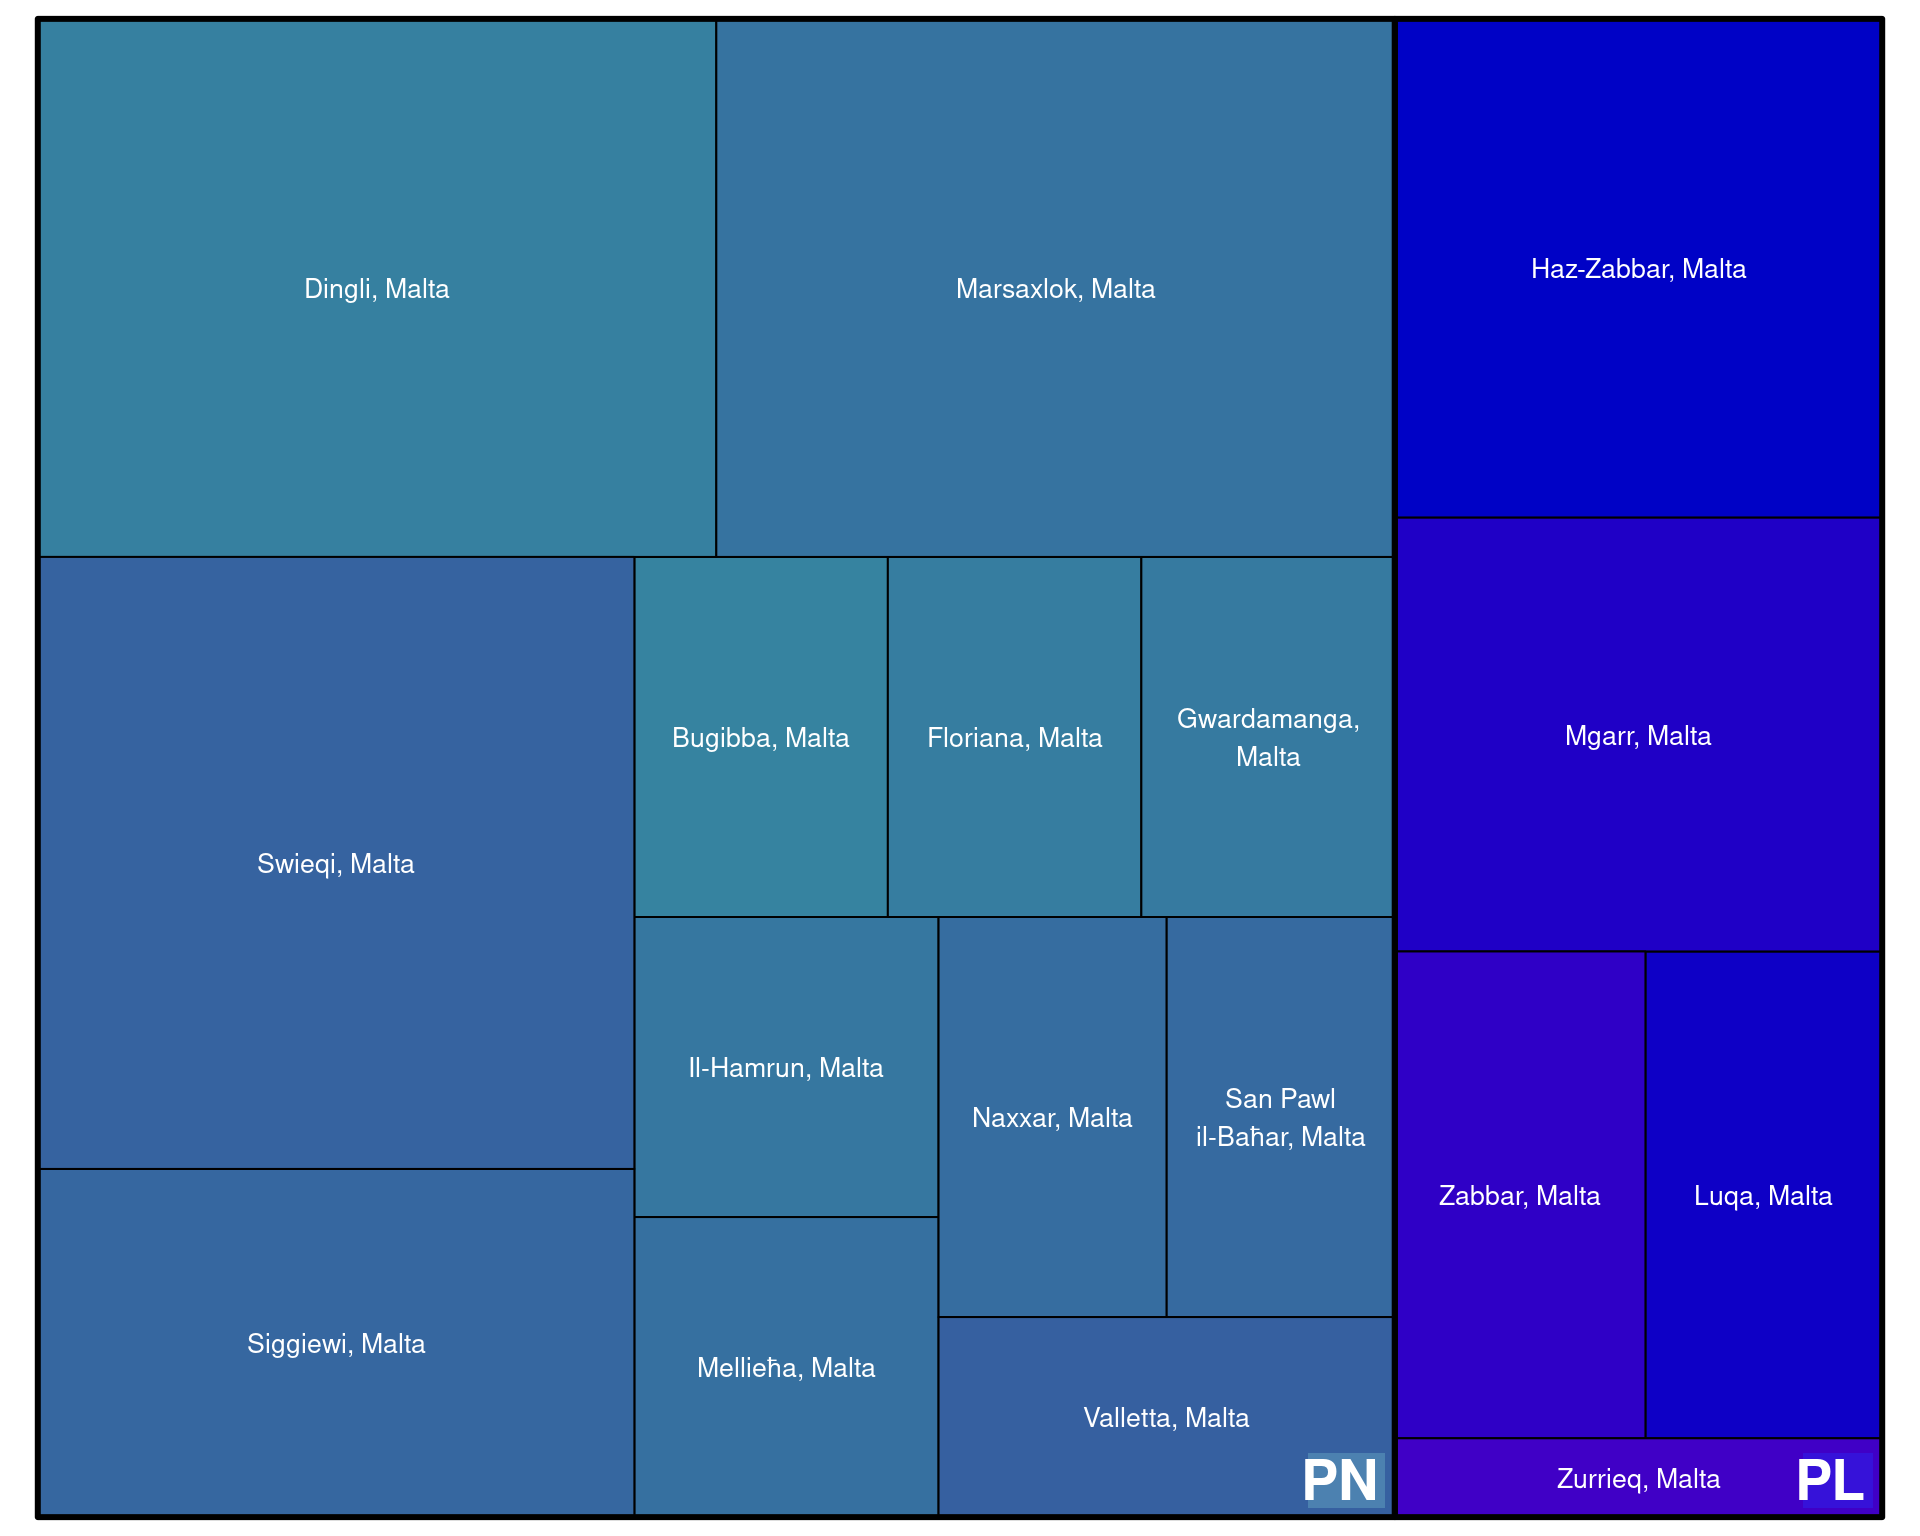 Dingli, Malta
Marsaxlok, Malta
Haz-Zabbar, Malta
Swieqi, Malta
Bugibba, Malta
Floriana, Malta
Gwardamanga,
Malta
Mgarr, Malta
Il-Hamrun, Malta
Naxxar, Malta
San Pawl
il-Baħar, Malta
Zabbar, Malta
Luqa, Malta
Siggiewi, Malta
Mellieħa, Malta
Valletta, Malta
PN
Zurrieq, Malta
PL